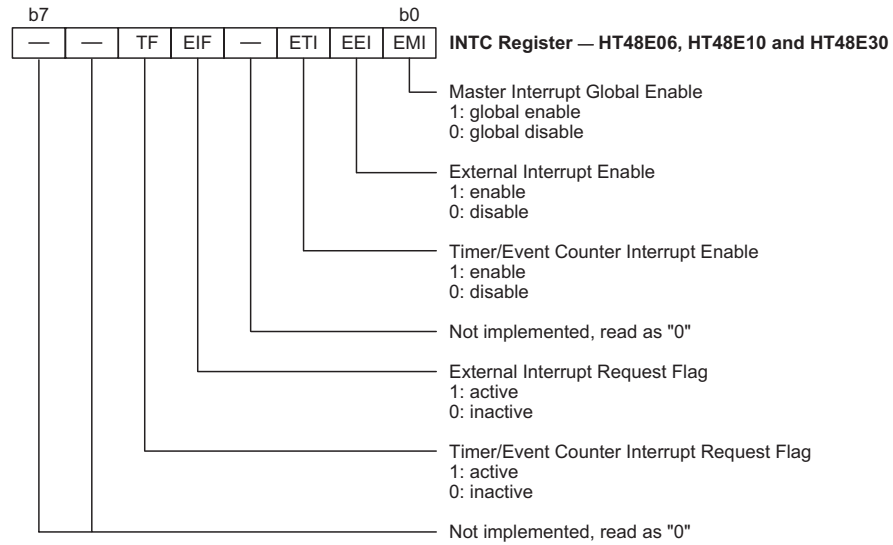 b7 b0
— — TF EIF — ETI EEI EMI INTC Register — HT48E06, HT48E10 and HT48E30
Master Interrupt Global Enable
1: global enable
0: global disable
External Interrupt Enable
1: enable
0: disable
Timer/Event Counter Interrupt Enable
1: enable
0: disable
Not implemented, read as "0"
External Interrupt Request Flag
1: active
0: inactive
Timer/Event Counter Interrupt Request Flag
1: active
0: inactive
Not implemented, read as "0"